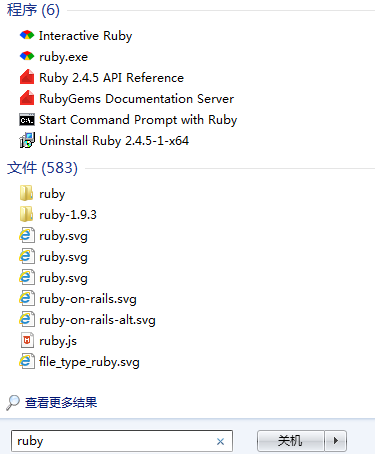 程序 (6)
Interactive Ruby
ruby.exe
Ruby 2.4.5 API Reference
RubyGems Documentation Server
Start Command Prompt with Ruby
Uninstall Ruby 2.4.5-1-x64
文件 (583)
ruby
ruby-1.9.3
ruby.svg
ruby.svg
ruby.svg
ruby-on-rails.svg
ruby-on-rails-alt.svg
ruby.js
file_type_ruby.svg
查看更多结果
ruby 关机